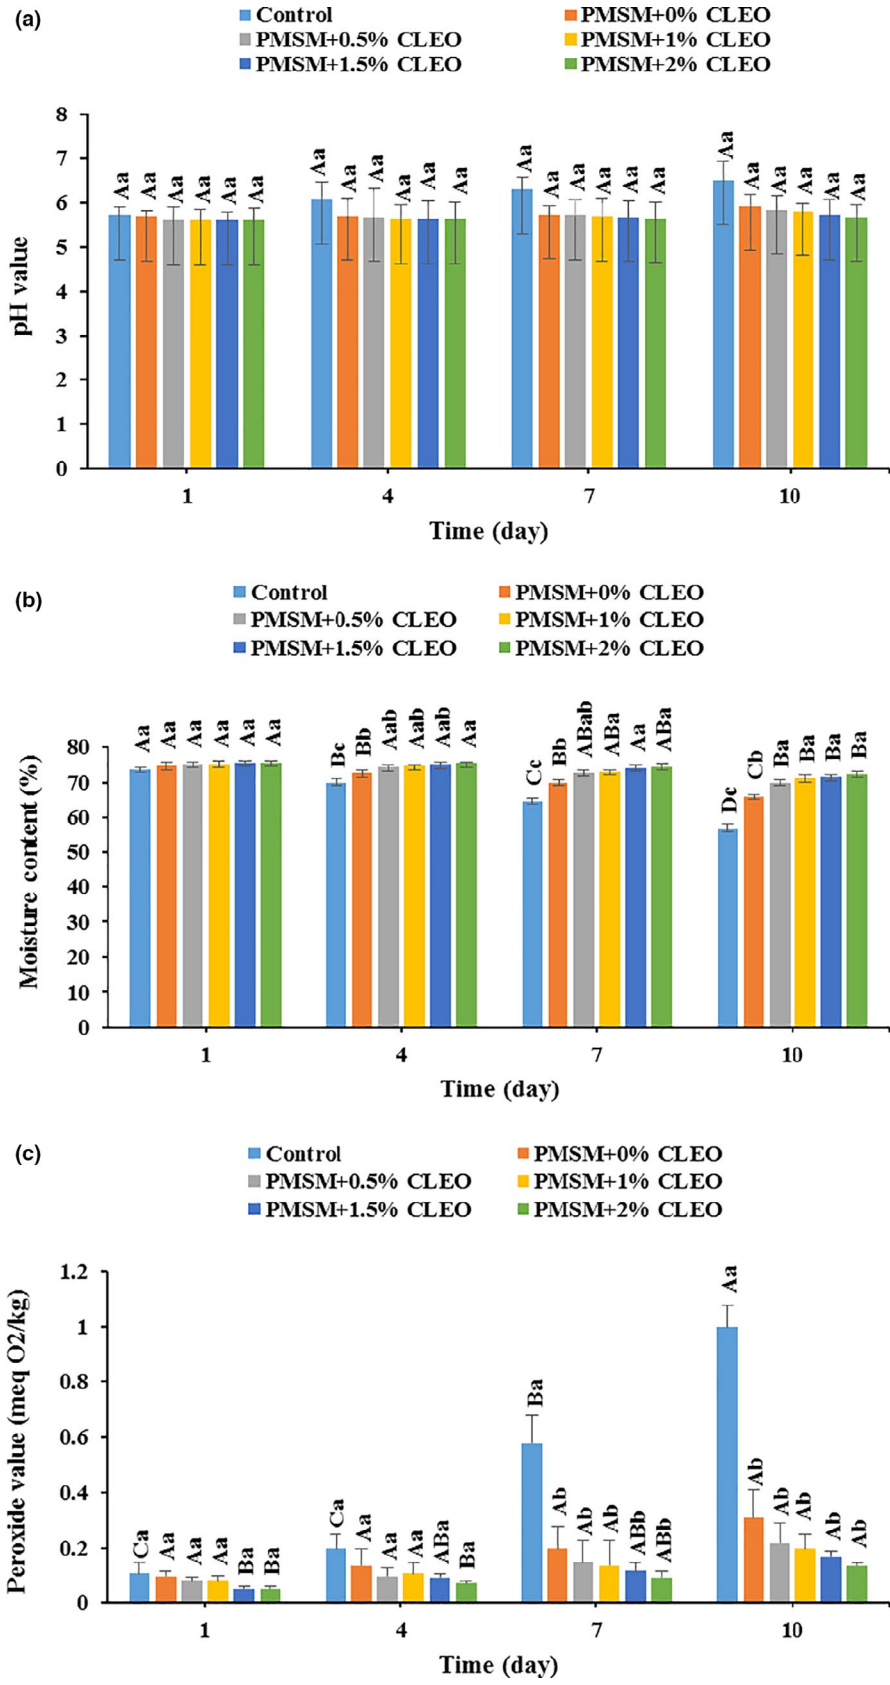 (a)
Control PMSM+0% CLEO
PMSM+0.5% CLEO PMSM+1% CLEO
PMSM+1.5% CLEO PMSM+2% CLEO
8
7
6
5
4
3
2
1
0
pH value
Aa Aa Aa Aa Aa Aa
Aa Aa Aa Aa Aa Aa
Aa Aa Aa Aa Aa Aa
Aa Aa Aa Aa Aa Aa
1 4 7 10
Time (day)
(b)
Control PMSM+0% CLEO
PMSM+0.5% CLEO PMSM+1% CLEO
PMSM+1.5% CLEO PMSM+2% CLEO
80
70
60
50
40
30
20
10
0
Moisture content (%)
Aa Aa Aa Aa Aa Aa
Bc Bb Aab Aab Aab Aa
Cc Bb ABab ABa Aa ABa
Dc Cb Ba Ba Ba Ba
1 4 7 10
Time (day)
(c)
Control PMSM+0% CLEO
PMSM+0.5% CLEO PMSM+1% CLEO
PMSM+1.5% CLEO PMSM+2% CLEO
1.2
1
0.8
0.6
0.4
0.2
0
Peroxide value (meq O2/kg)
Ca Aa Aa Aa Ba Ba
Ca Aa Aa Aa ABa Ba
Ba Ab Ab Ab ABb ABb
Aa Ab Ab Ab Ab Ab
1 4 7 10
Time (day)